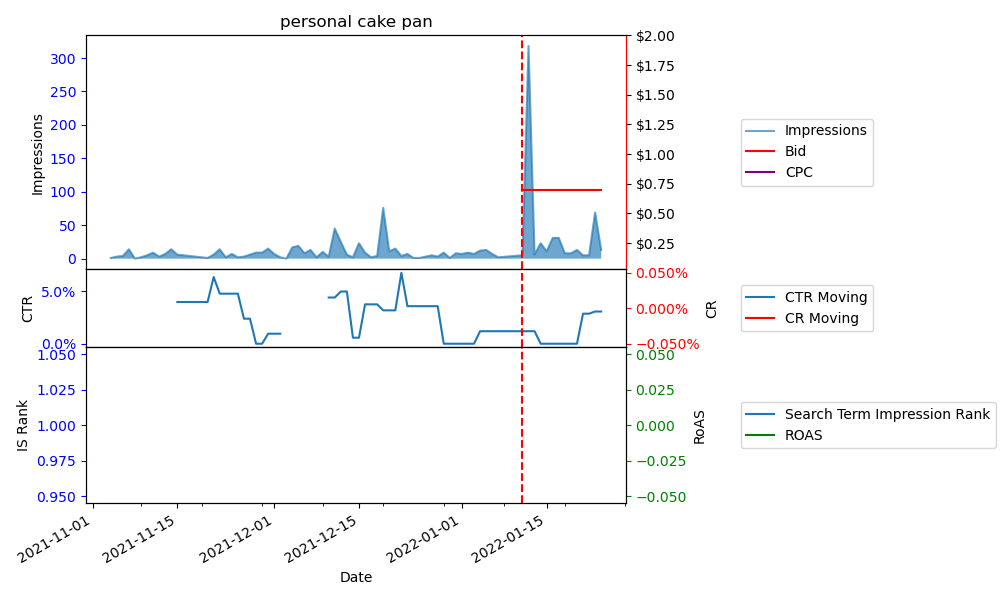 personal cake pan
Impressions
300
250
200
150
100
50
0
$2.00
$1.75
$1.50
$1.25
$1.00
$0.75
$0.50
$0.25
Impressions
Bid
CPC
CTR
5.0%
0.0%
0.050%
0.000%
−0.050%
CR
CTR Moving
CR Moving
IS Rank
1.050
1.025
1.000
0.975
0.950
0.050
0.025
0.000
−0.025
−0.050
RoAS
Search Term Impression Rank
ROAS
2021-11-01
2021-11-15
2021-12-01
2021-12-15
2022-01-01
2022-01-15
Date